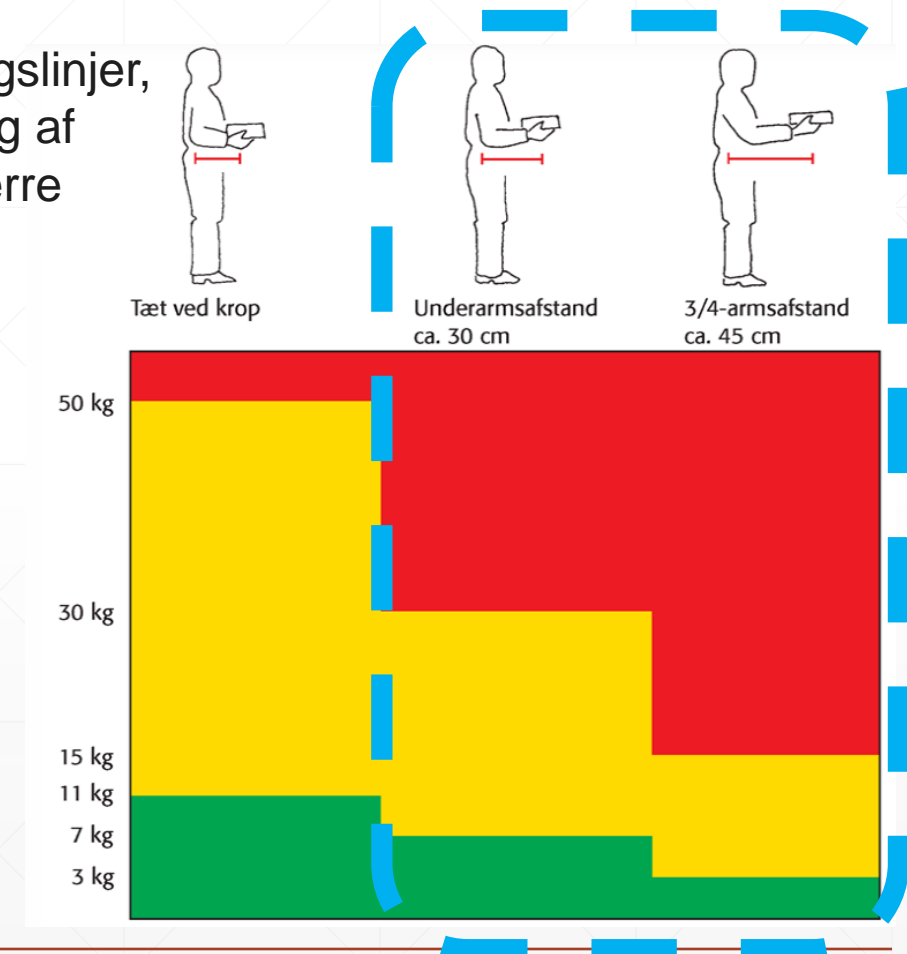 gslinjer,
g af
erre
Tæt ved krop
Underarmsafstand
ca. 30 cm
3/4-armsafstand
ca. 45 cm
50 kg
30 kg
15 kg
11 kg
7 kg
3 kg